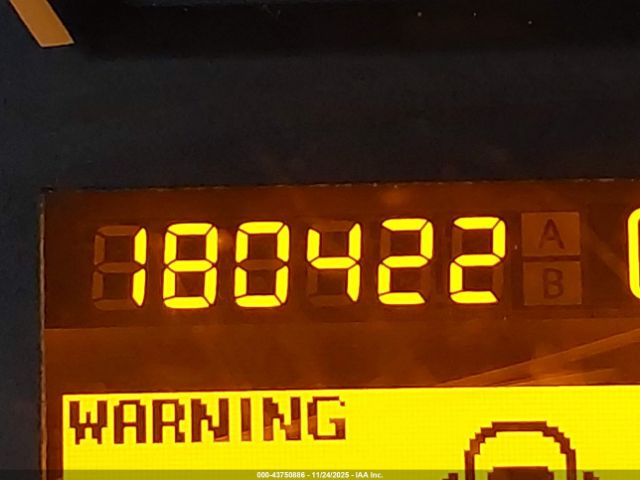 180422
A
B
WARNING
000-43750886 - 11/24/2025 - IAA Inc.